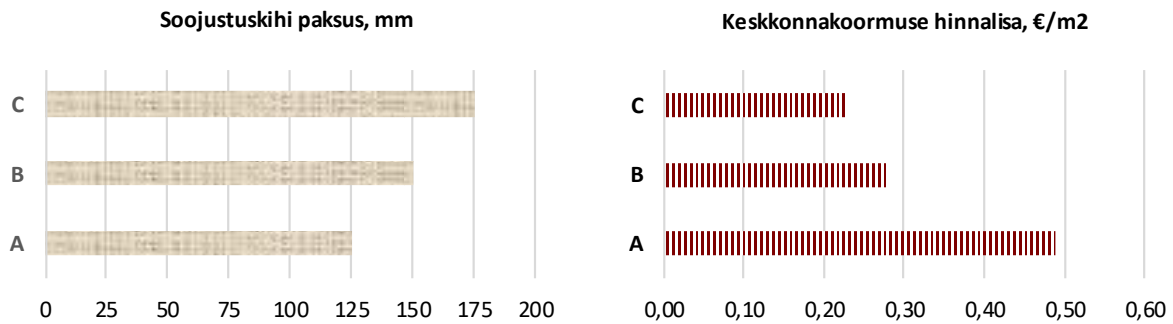 Soojustuskihi paksus, mm
C
B
A
0 25 50 75 100 125 150 175 200
Keskkonnakoormuse hinnalisa, €/m2
C
B
A
0,00 0,10 0,20 0,30 0,40 0,50 0,60